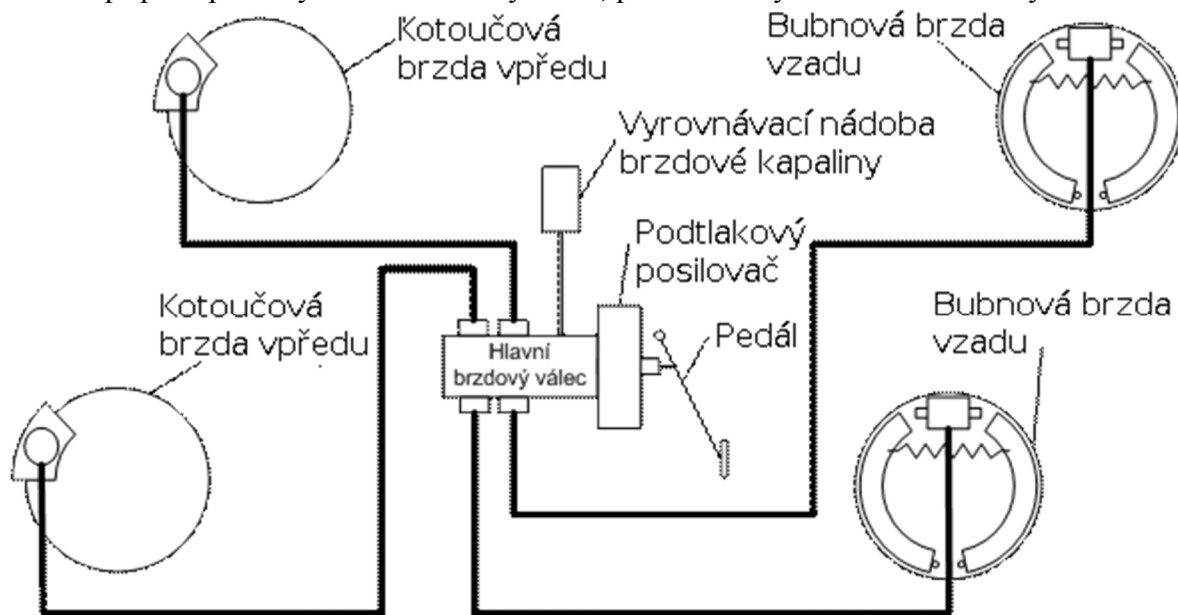 Kotoučová
brzda vpředu
Bubnová brzda
vzadu
Vyrovnávací nádoba
brzdové kapaliny
Podtlakový
posilovač
Kotoučová
brzda vpředu
Bubnová brzda
vzadu
Pedál
Hlavní
brzdový válec